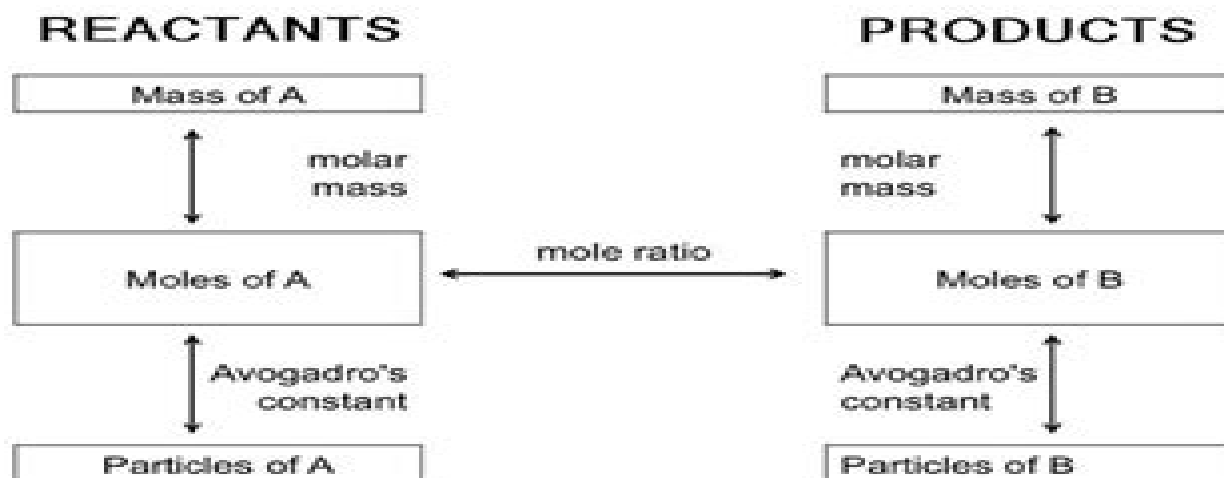 REACTANTS
PRODUCTS
Mass of A
Mass of B
molar
mass
molar
mass
Moles of A
mole ratio
Moles of B
Avogadro's
constant
Avogadro's
constant
Particles of A
Particles of B